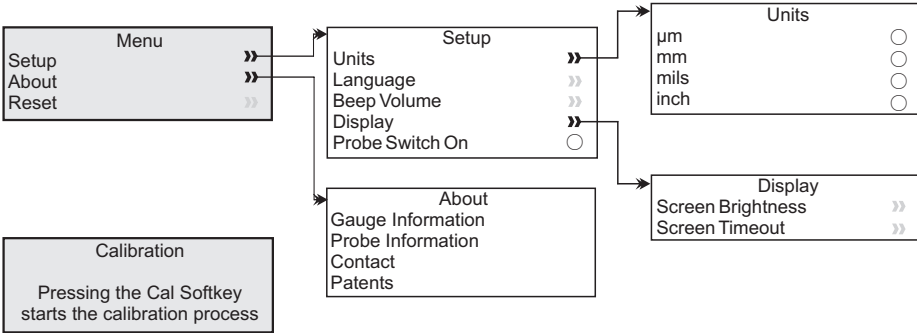 Menu
Setup »
About »
Reset »
Setup
Units »
Language »
Beep Volume »
Display »
Probe Switch On
Units
µm
mm
mils
inch
About
Gauge Information
Probe Information
Contact
Patents
Display
Screen Brightness »
Screen Timeout »
Calibration
Pressing the Cal Softkey
starts the calibration process